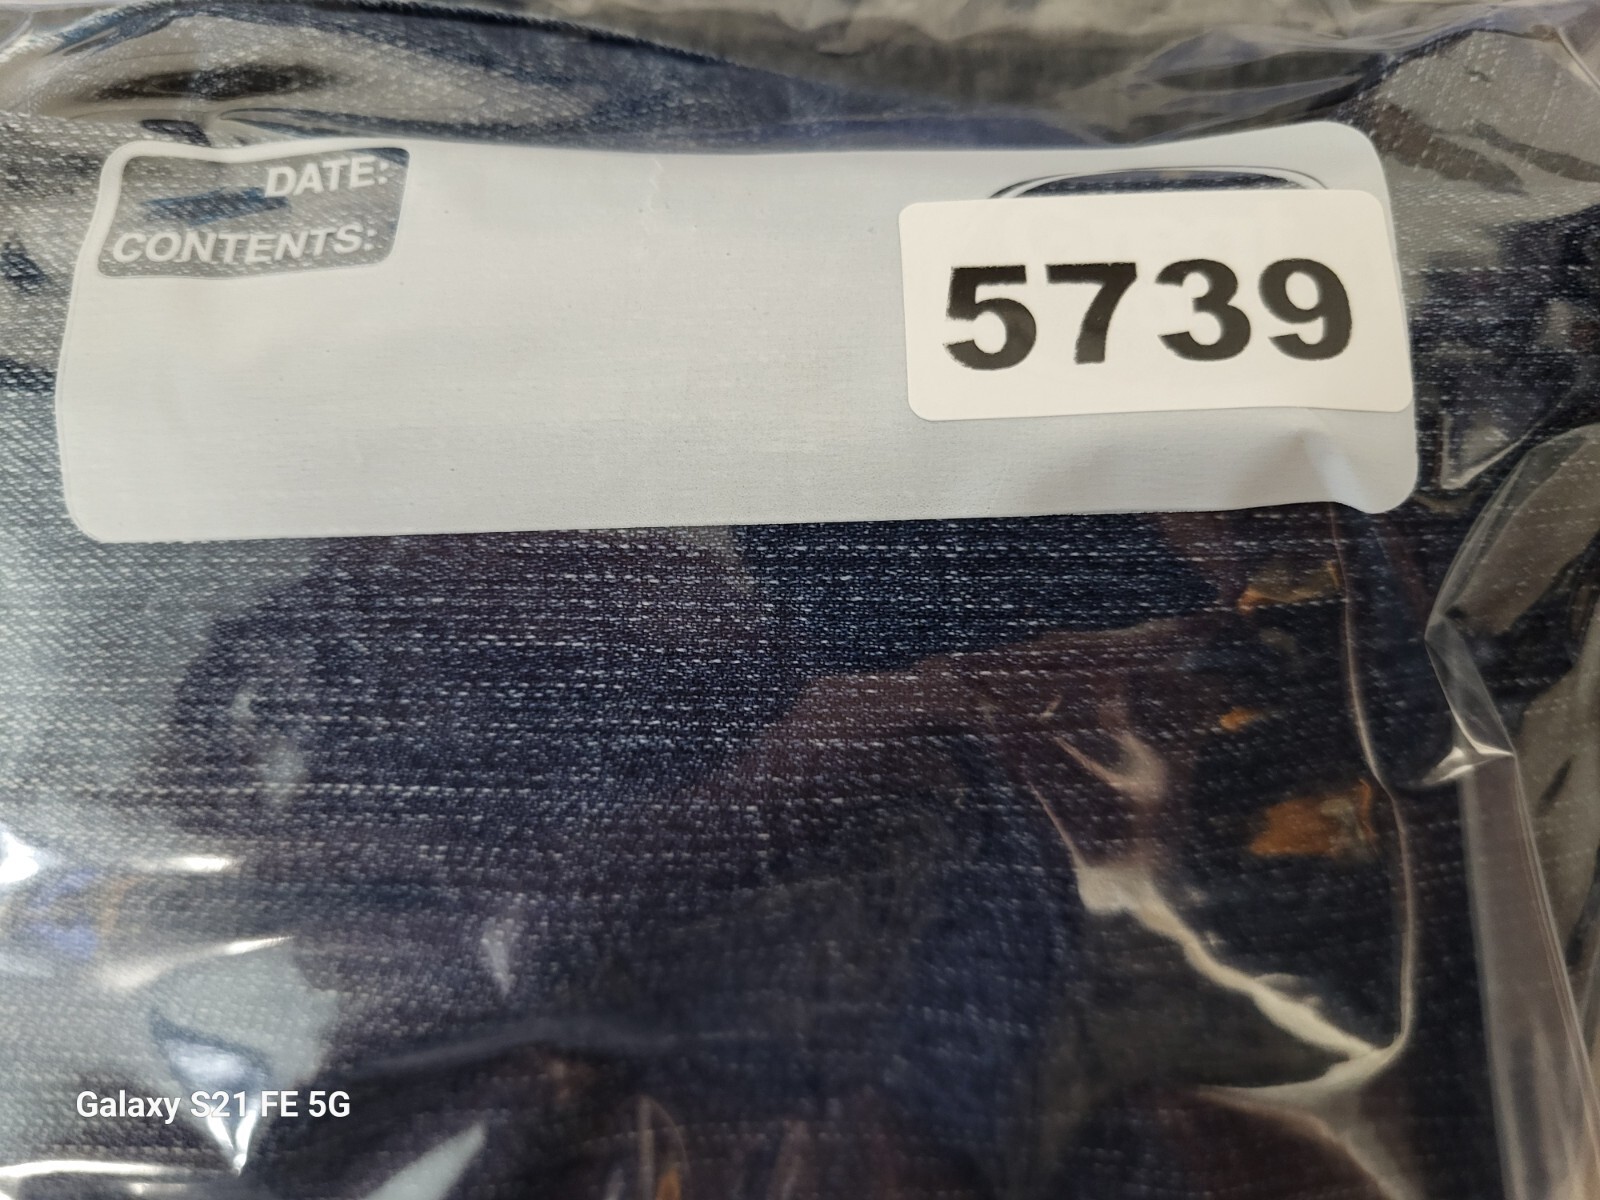 DATE:
CONTENTS:
5739
Galaxy S21 FE 5G